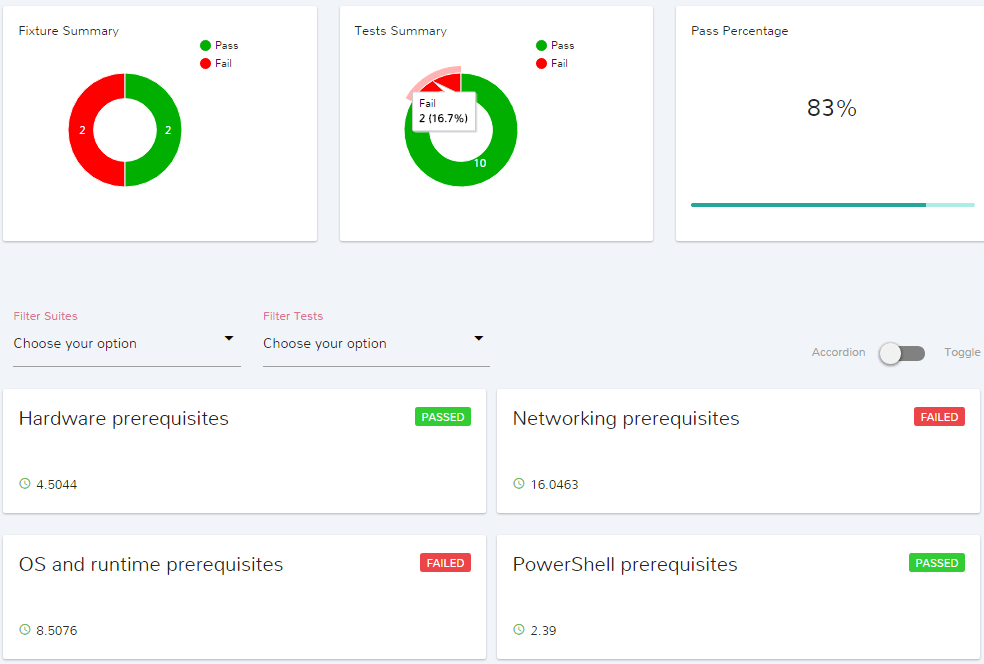 Fixture Summary
Pass
Fail
2
2
Tests Summary
Pass
Fail
Fail
2 (16.7%)
10
Pass Percentage
83%
Filter Suites
Choose your option
Filter Tests
Choose your option
Accordion
Toggle
Hardware prerequisites
PASSED
4.5044
Networking prerequisites
FAILED
16.0463
OS and runtime prerequisites
FAILED
8.5076
PowerShell prerequisites
PASSED
2.39